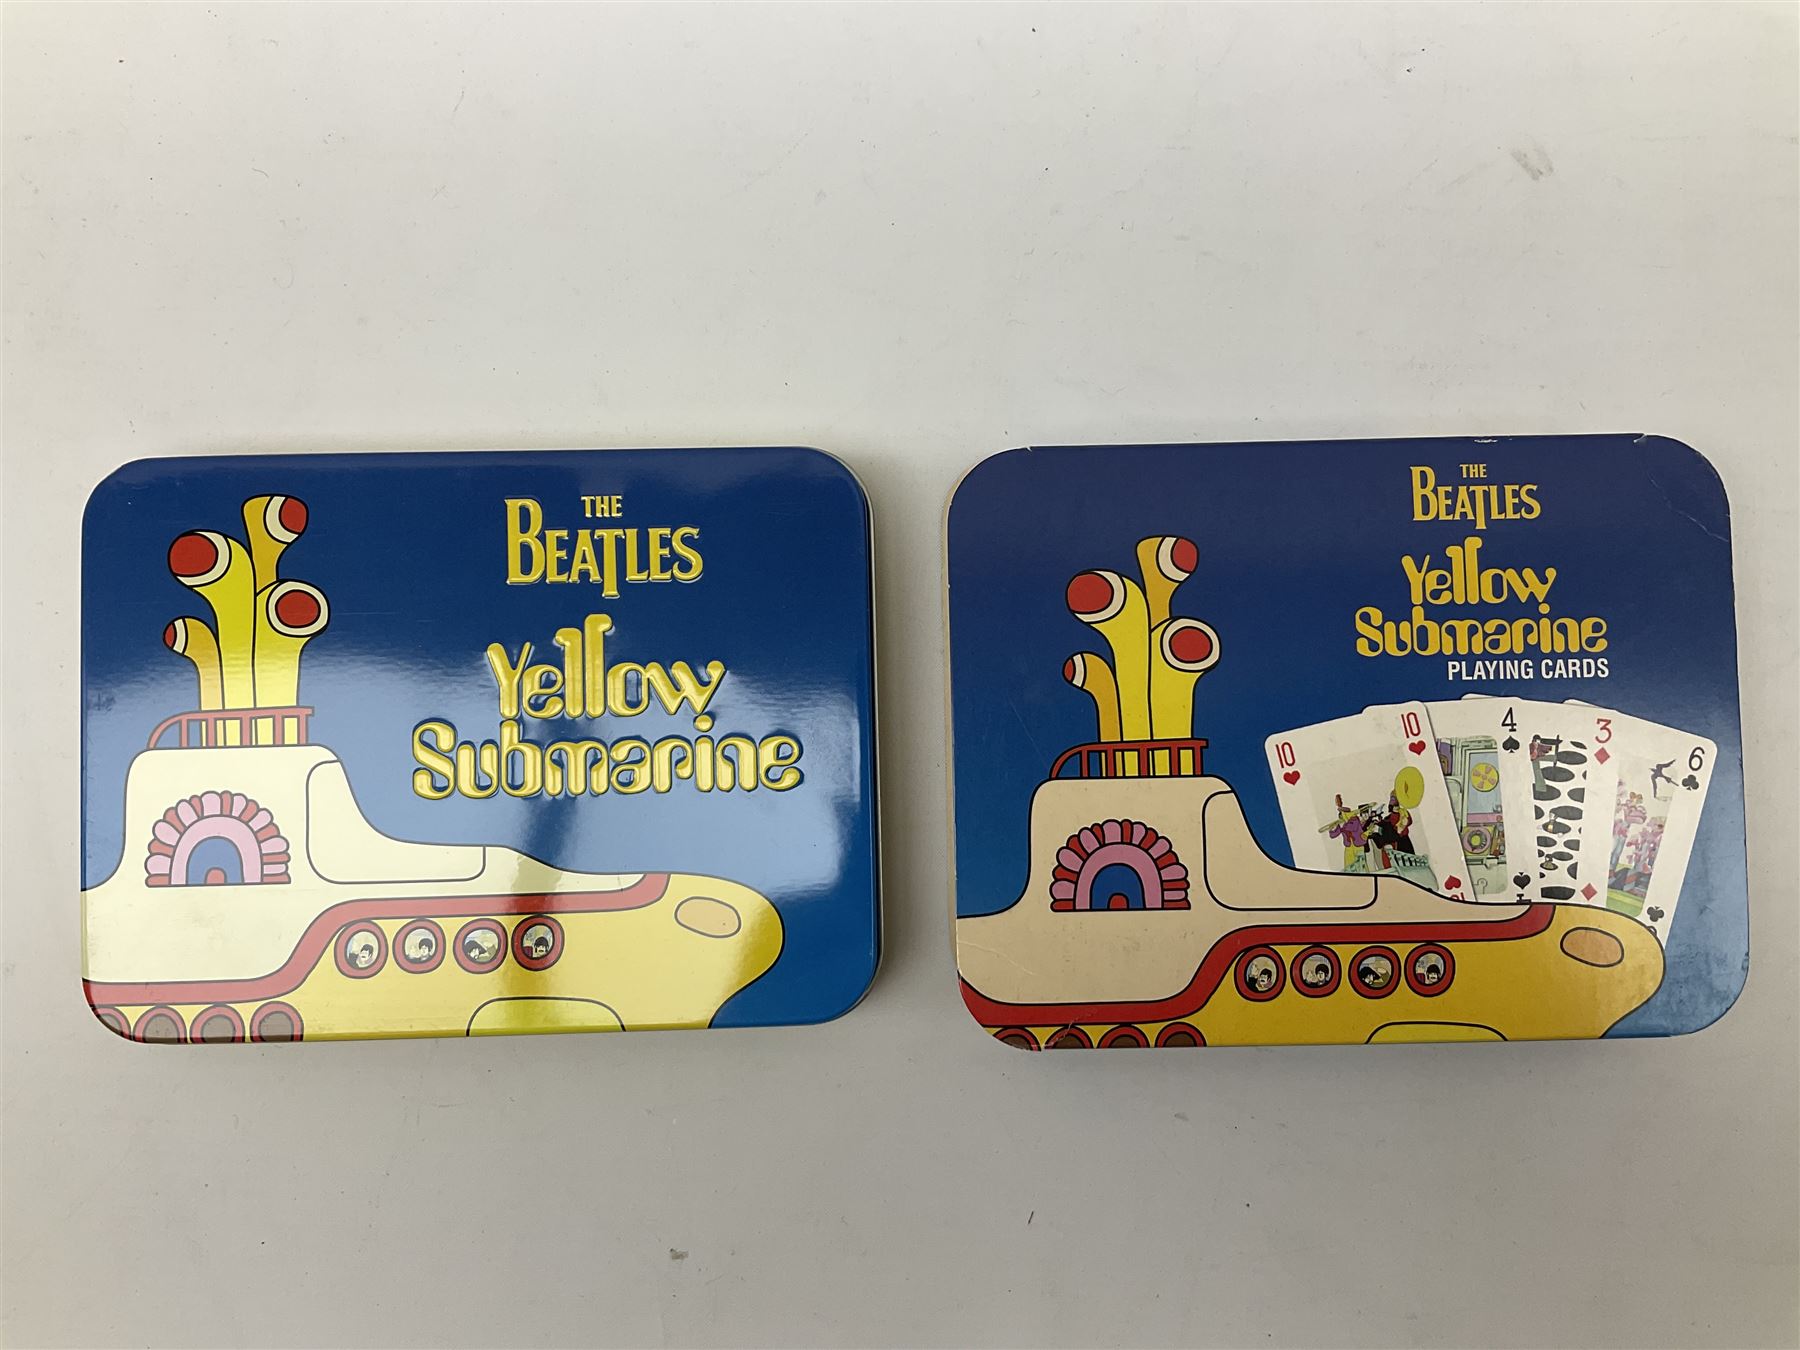 THE
BEATLES
Yellow
Submarine
THE
BEATLES
Yellow
Submarine
PLAYING CARDS
10
10
4
3
6